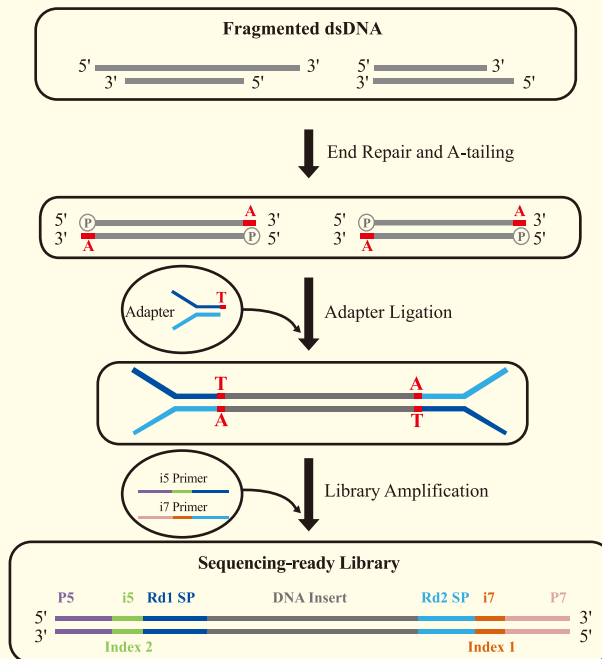 Fragmented dsDNA
5' 3' 5' 3'
3' 5' 3' 5'
End Repair and A-tailing
A A
5' P 3' 5' P 3'
3' P 5' 3' P 5'
A A
T
Adapter
Adapter Ligation
T A
A T
i5 Primer
i7 Primer
Library Amplification
Sequencing-ready Library
P5 i5 Rd1 SP DNA Insert Rd2 SP i7 P7
5' 3'
3' 5'
Index 2 Index 1